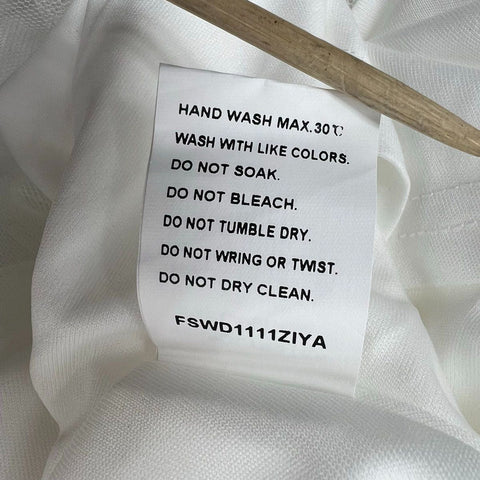 HAND WASH MAX.30℃
WASH WITH LIKE COLORS.
DO NOT SOAK.
DO NOT BLEACH.
DO NOT TUMBLE DRY.
DO NOT WRING OR TWIST.
DO NOT DRY CLEAN.
FSWD1111ZIYA